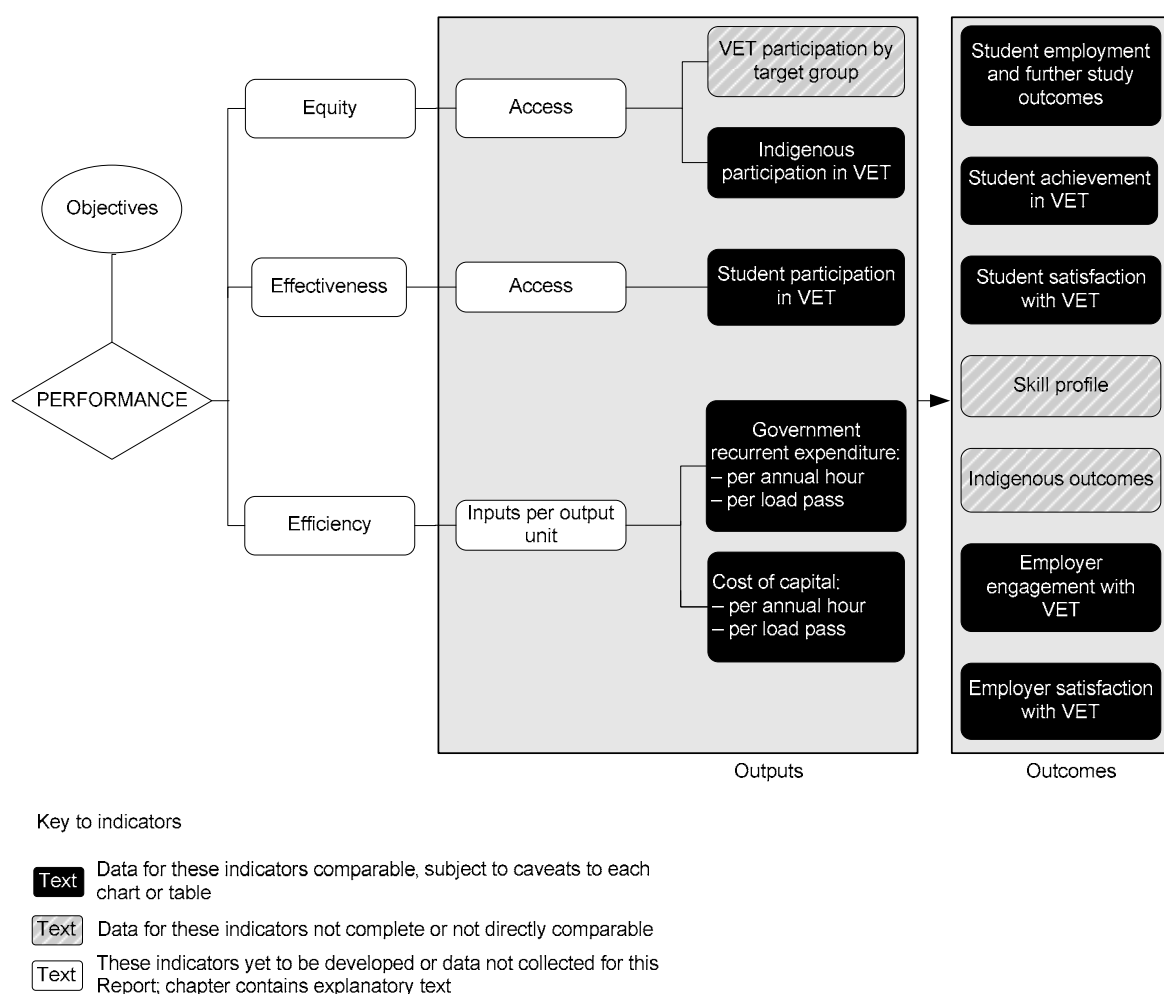 Objectives
PERFORMANCE
Equity
Access
VET participation by
target group
Indigenous
participation in VET
Effectiveness
Access
Student participation
in VET
Efficiency
Inputs per output
unit
Government
recurrent expenditure:
– per annual hour
– per load pass
Cost of capital:
– per annual hour
– per load pass
Outputs
Student employment
and further study
outcomes
Student achievement
in VET
Student satisfaction
with VET
Skill profile
Indigenous outcomes
Employer
engagement with
VET
Employer satisfaction
with VET
Outcomes
Key to indicators
Text
Data for these indicators comparable, subject to caveats to each
chart or table
Text
Data for these indicators not complete or not directly comparable
Text
These indicators yet to be developed or data not collected for this
Report; chapter contains explanatory text